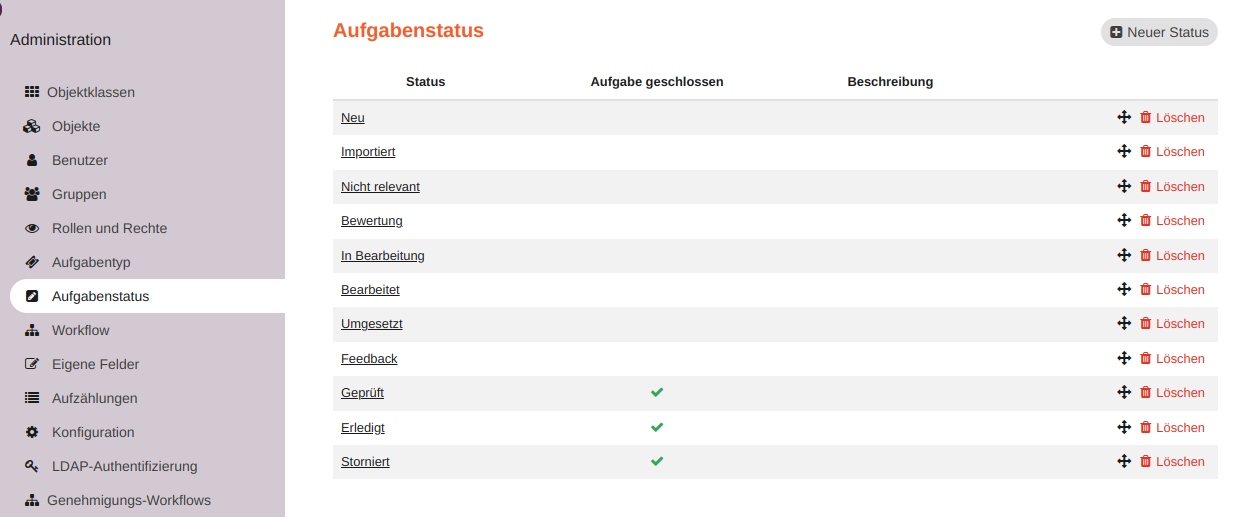 Administration
Objektklassen
Objekte
Benutzer
Gruppen
Rollen und Rechte
Aufgabentyp
Aufgabenstatus
Workflow
Eigene Felder
Aufzählungen
Konfiguration
LDAP-Authentifizierung
Genehmigungs-Workflows
Aufgabenstatus
Neuer Status
Status Aufgabe geschlossen Beschreibung
Neu Löschen
Importiert Löschen
Nicht relevant Löschen
Bewertung Löschen
In Bearbeitung Löschen
Bearbeitet Löschen
Umgesetzt Löschen
Feedback Löschen
Geprüft Löschen
Erledigt Löschen
Storniert Löschen